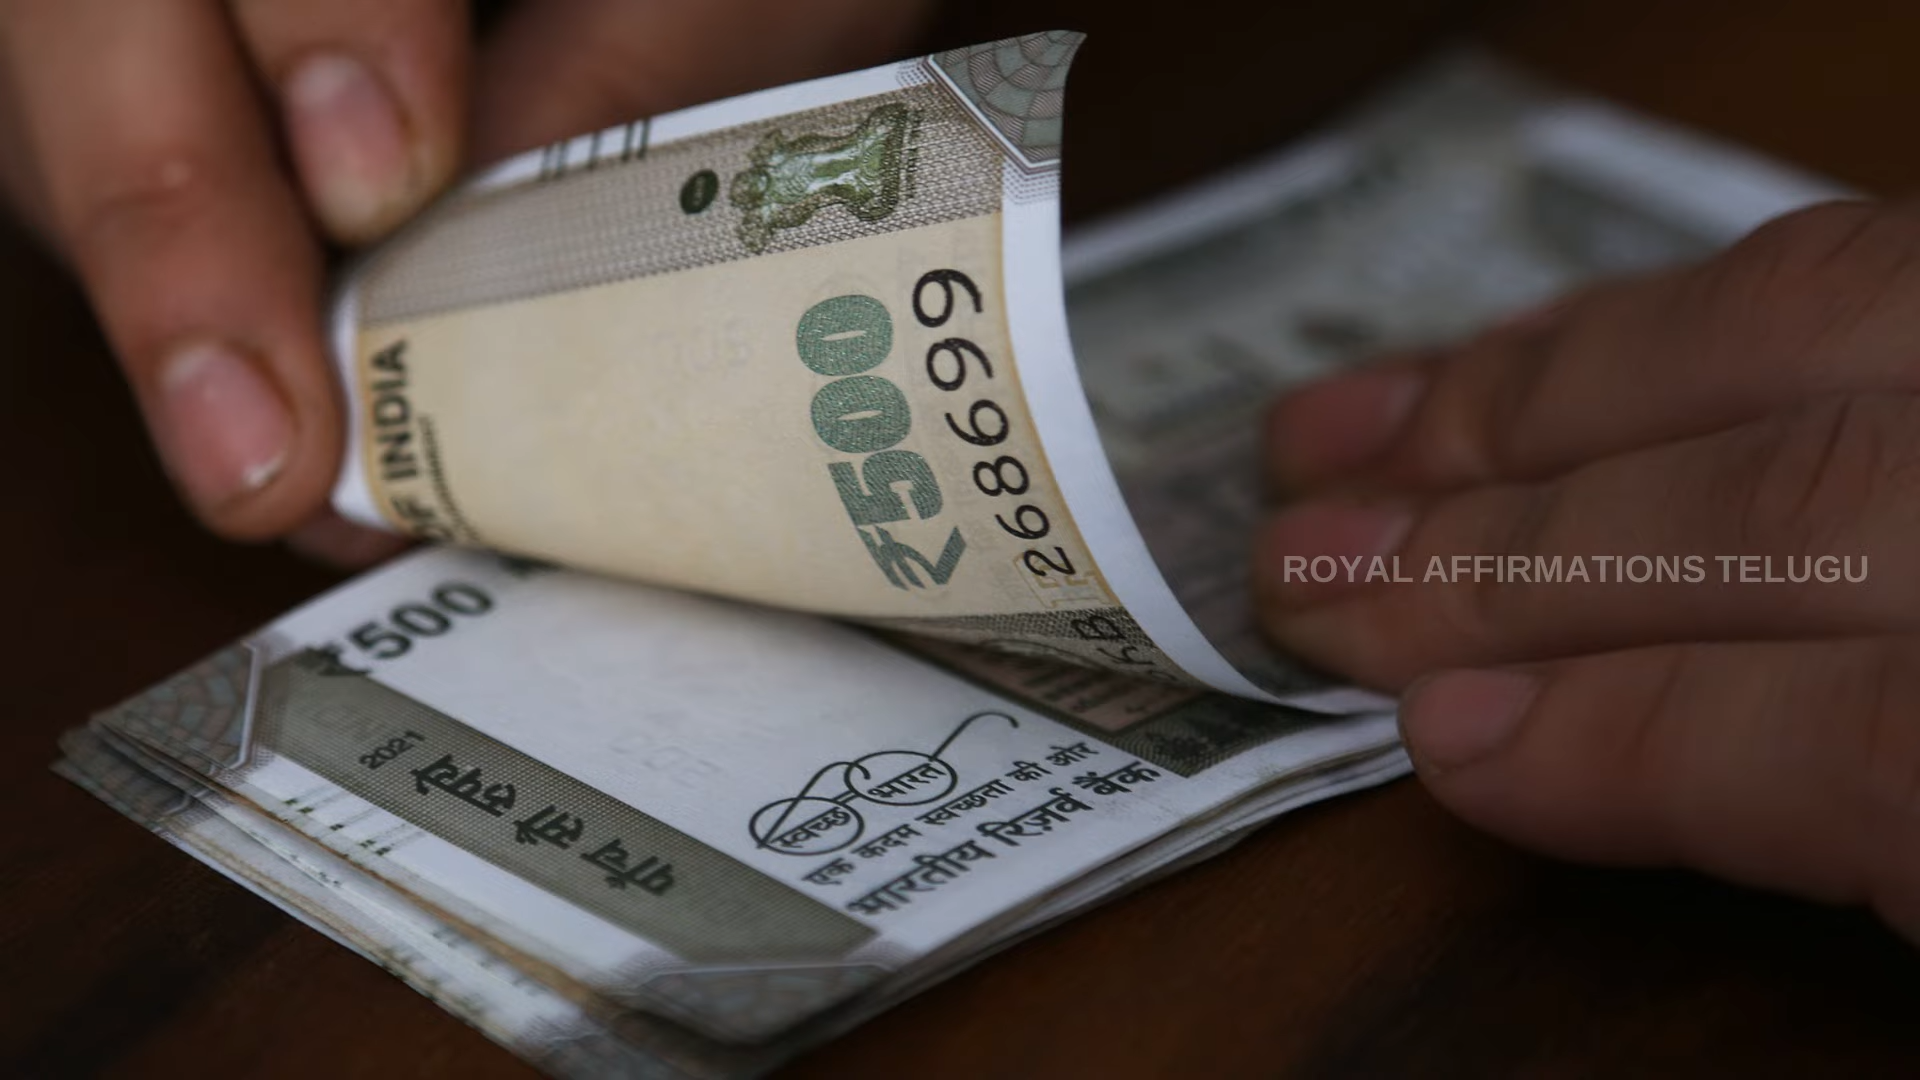 OF INDIA
₹500
268699
₹500
2021
पाँच सौ रुपये
स्वच्छ
भारत
एक कदम स्वच्छता की ओर
भारतीय रिज़र्व बैंक
ROYAL AFFIRMATIONS TELUGU